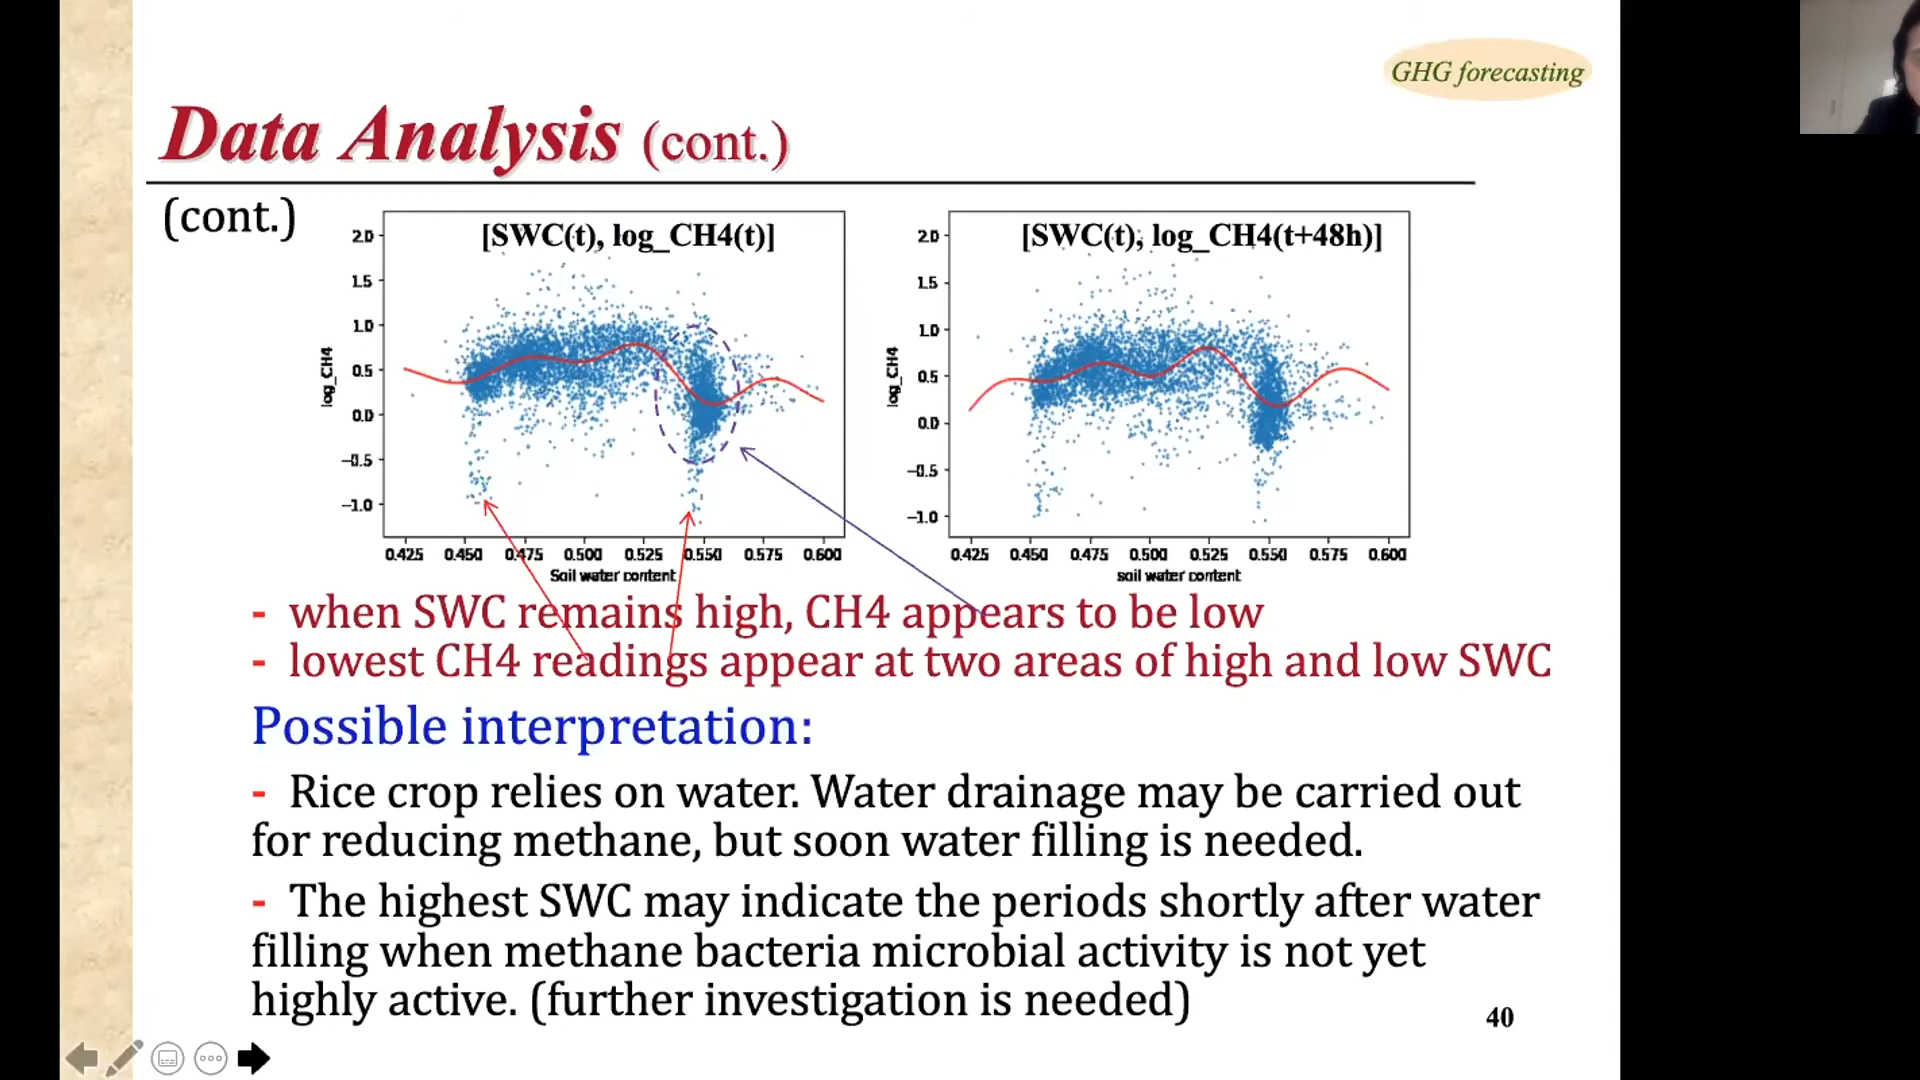 GHG forecasting
Data Analysis (cont.)
(cont.)
[SWC(t), log_CH4(t)]
2.0
1.5
1.0
0.5
0.0
−0.5
−1.0
log_CH4
0.425 0.450 0.475 0.500 0.525 0.550 0.575 0.600
Soil water content
[SWC(t), log_CH4(t+48h)]
2.0
1.5
1.0
0.5
0.0
−0.5
−1.0
log_CH4
0.425 0.450 0.475 0.500 0.525 0.550 0.575 0.600
soil water content
- when SWC remains high, CH4 appears to be low
- lowest CH4 readings appear at two areas of high and low SWC
Possible interpretation:
- Rice crop relies on water. Water drainage may be carried out
for reducing methane, but soon water filling is needed.
- The highest SWC may indicate the periods shortly after water
filling when methane bacteria microbial activity is not yet
highly active. (further investigation is needed)
40